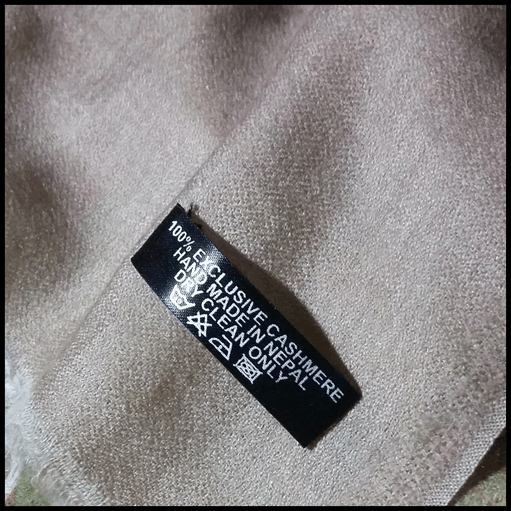 100% EXCLUSIVE CASHMERE
HAND MADE IN NEPAL
DRY CLEAN ONLY